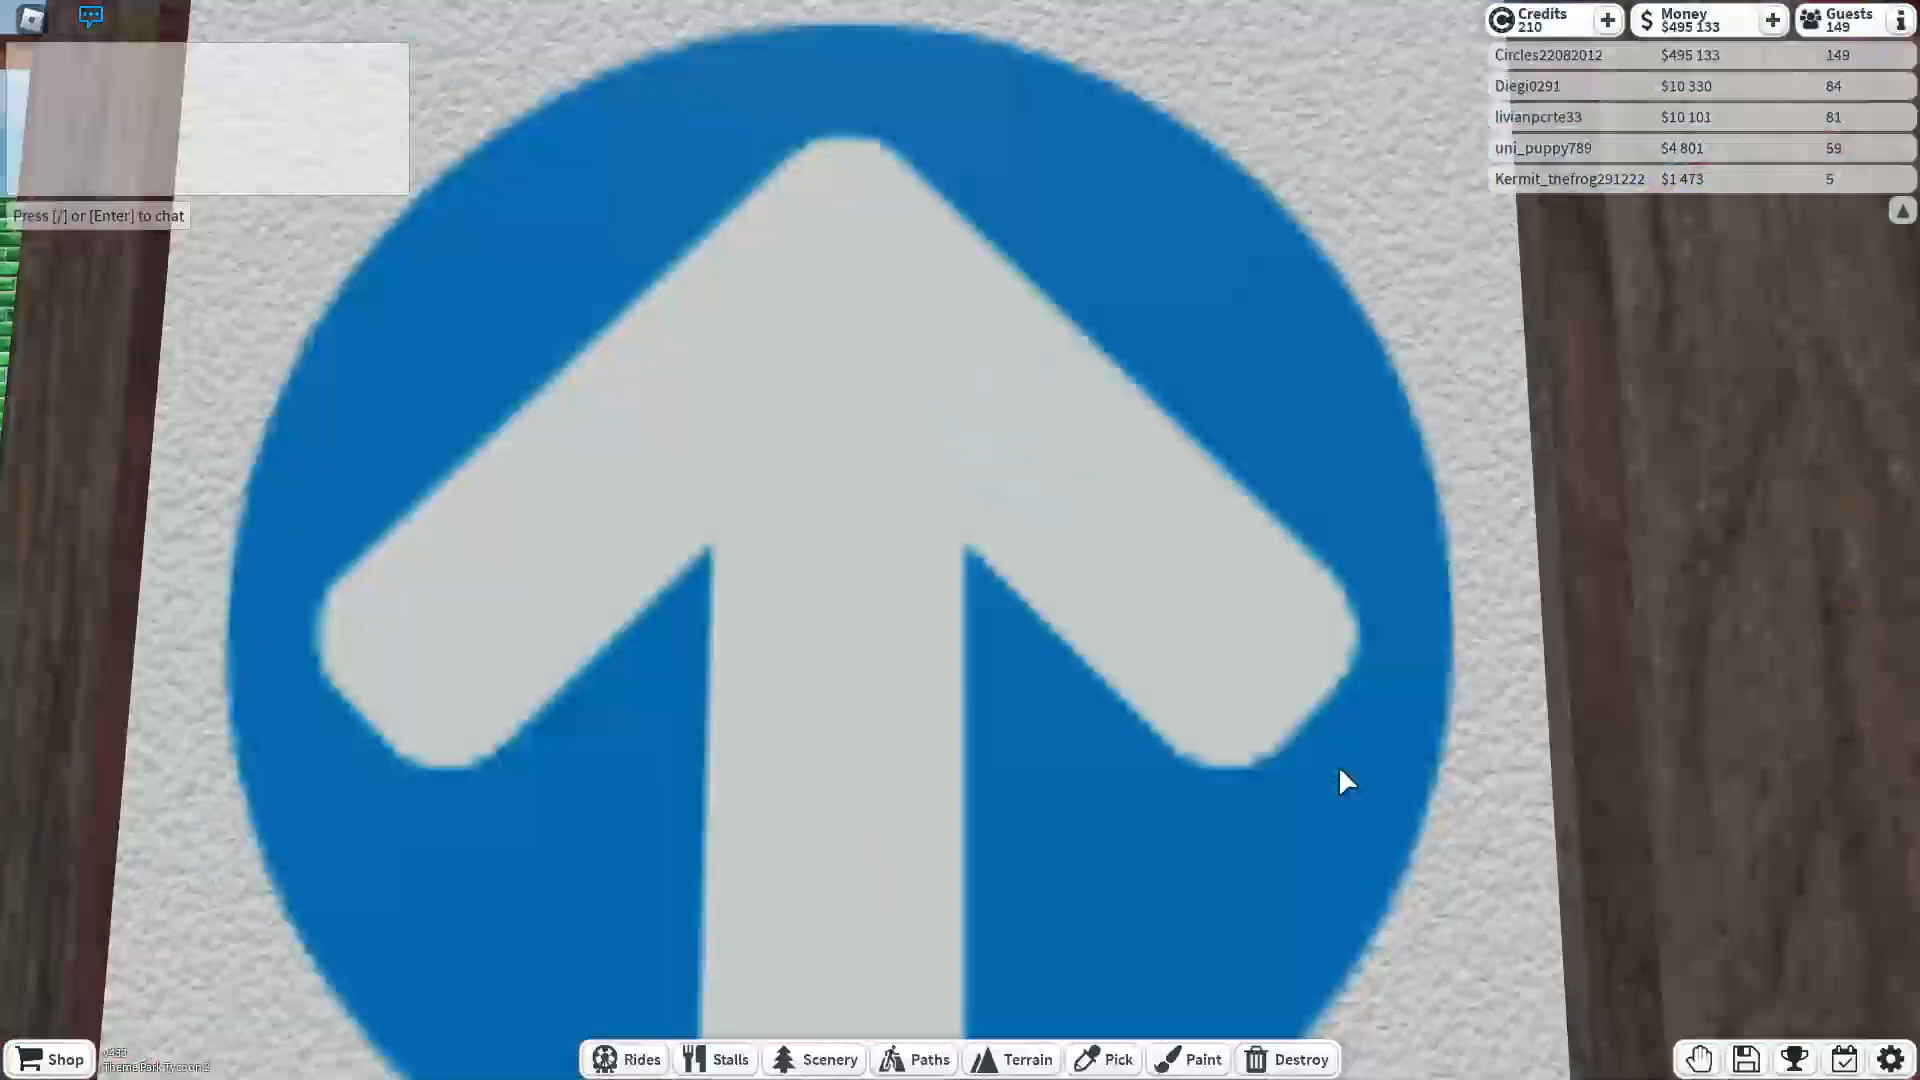 Credits
210
Money
$495 133
Guests
149
Circles22082012 $495 133 149
Diegi0291 $10 330 84
livianpcrte33 $10 101 81
uni_puppy789 $4 801 59
Kermit_thefrog291222 $1 473 5
Press [/] or [Enter] to chat
Shop
v433
Theme Park Tycoon 2
Rides
Stalls
Scenery
Paths
Terrain
Pick
Paint
Destroy